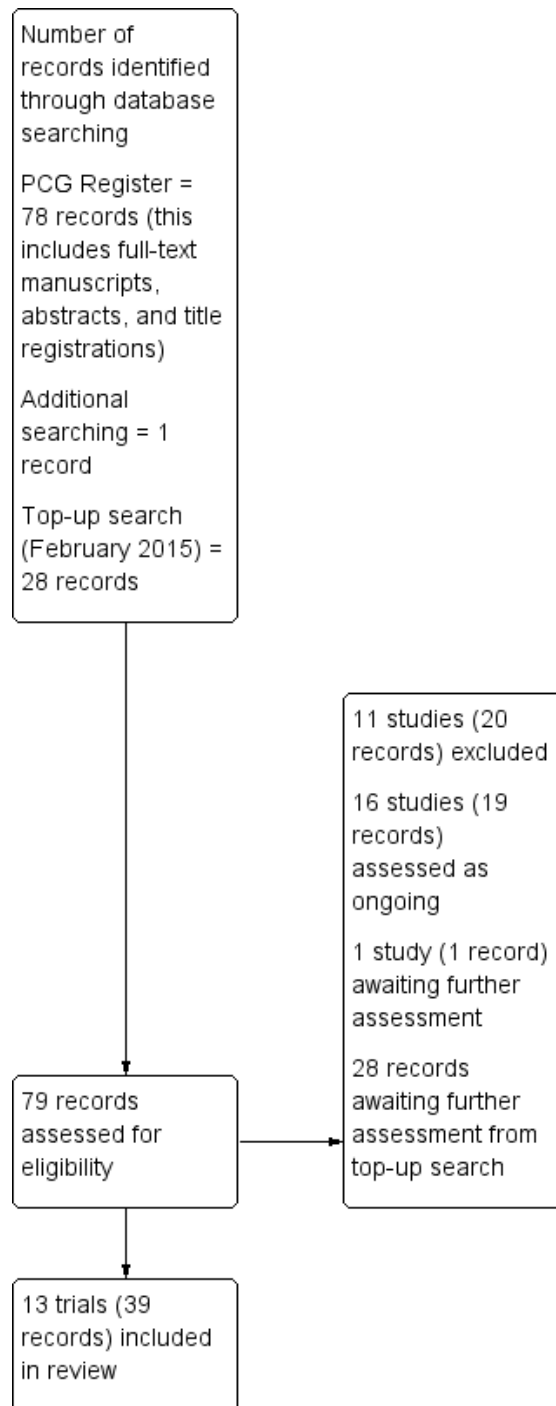 Number of
records identified
through database
searching
PCG Register =
78 records (this
includes full-text
manuscripts,
abstracts, and title
registrations)
Additional
searching = 1
record
Top-up search
(February 2015) =
28 records
11 studies (20
records) excluded
16 studies (19
records)
assessed as
ongoing
1 study (1 record)
awaiting further
assessment
28 records
awaiting further
assessment from
top-up search
79 records
assessed for
eligibility
13 trials (39
records) included
in review